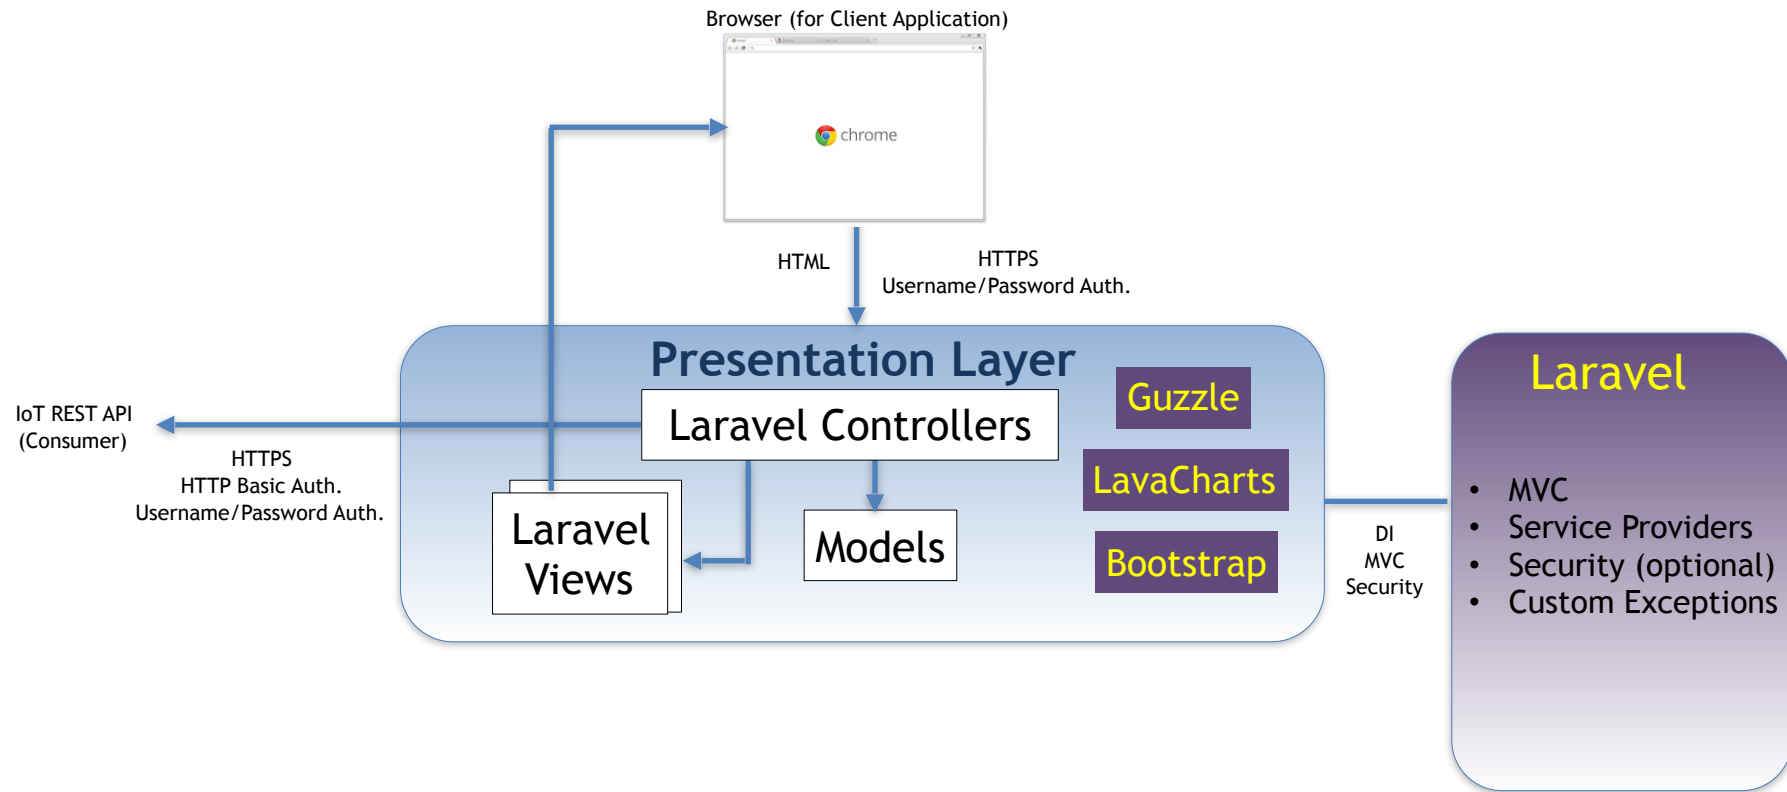 Browser (for Client Application)
chrome
HTML
HTTPS
Username/Password Auth.
Presentation Layer
Laravel Controllers
Guzzle
LavaCharts
Bootstrap
Laravel
Views
Models
IoT REST API
(Consumer)
HTTPS
HTTP Basic Auth.
Username/Password Auth.
DI
MVC
Security
Laravel
• MVC
• Service Providers
• Security (optional)
• Custom Exceptions